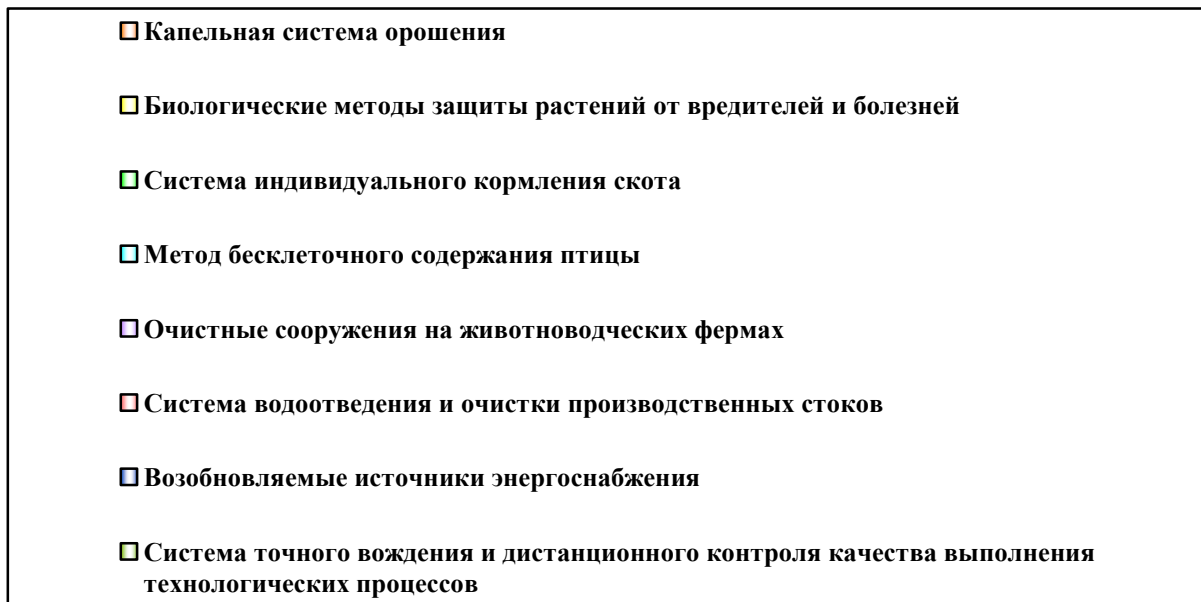 Капельная система орошения
Биологические методы защиты растений от вредителей и болезней
Система индивидуального кормления скота
Метод бесклеточного содержания птицы
Очистные сооружения на животноводческих фермах
Система водоотведения и очистки производственных стоков
Возобновляемые источники энергоснабжения
Система точного вождения и дистанционного контроля качества выполнения
технологических процессов